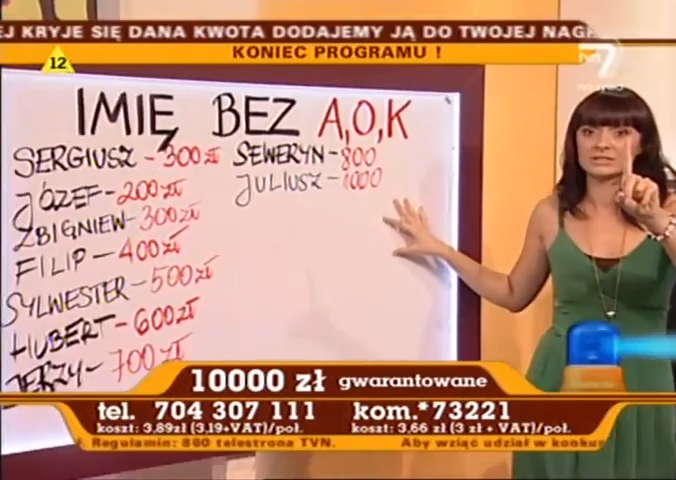 EJ KRYJE SIĘ DANA KWOTA DODAJEMY JĄ DO TWOJEJ NAGR
KONIEC PROGRAMU !
12
7
IMIĘ BEZ A,O,K
SERGIUSZ - 300 zł
JÓZEF - 200 zł
ZBIGNIEW - 300 zł
FILIP - 400 zł
SYLWESTER - 500 zł
HUBERT - 600 zł
JERZY - 700 zł
SEWERYN - 800
JULIUSZ - 1000
10000 zł gwarantowane
tel. 704 307 111
koszt: 3,89zł (3,19+VAT)/poł.
kom.*73221
koszt: 3,66 zł (3 zł + VAT)/poł.
Regulamin: 860 telestrona TVN.
Aby wziąć udział w konkur